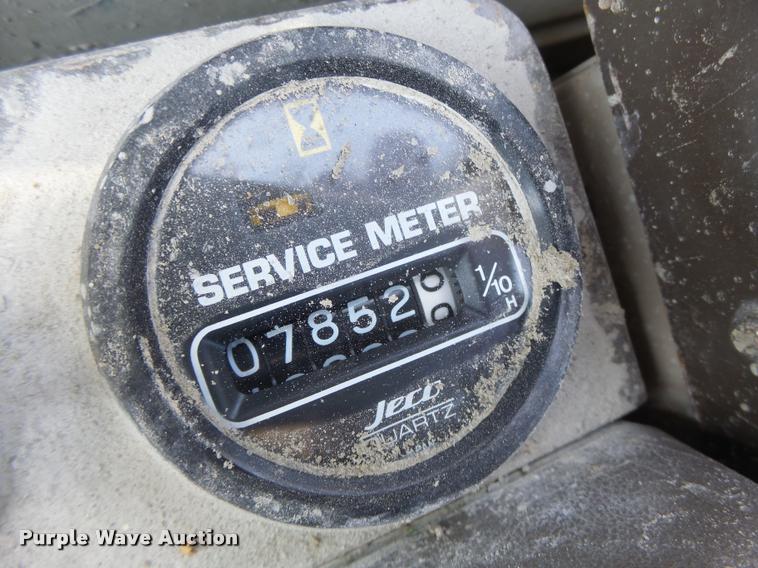 SERVICE METER
07852
1/10
H
Jeco
QUARTZ
Purple Wave Auction